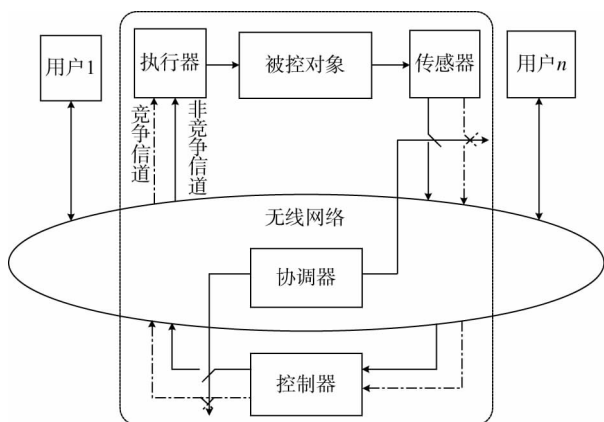 用户1
执行器
被控对象
传感器
用户n
竞争信道
非竞争信道
无线网络
协调器
控制器